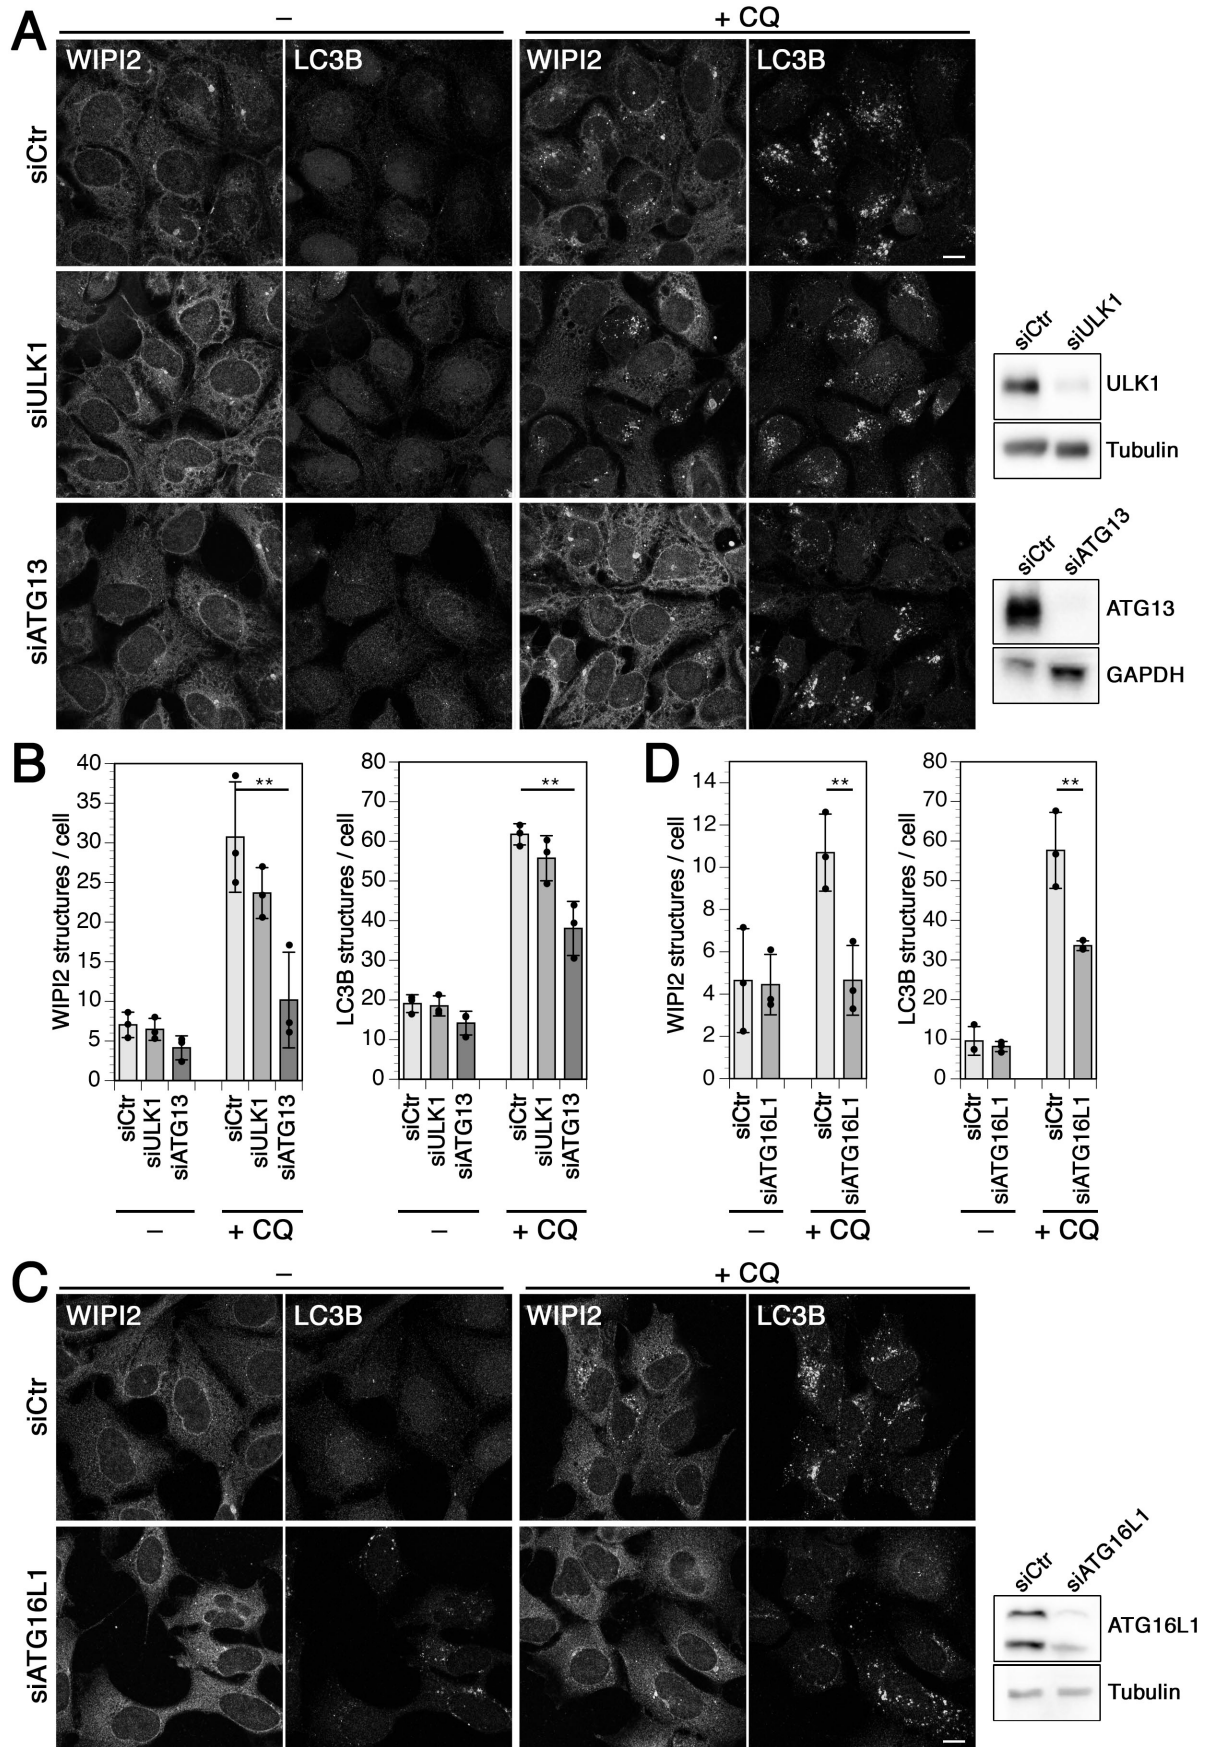 A
–
+ CQ
WIPI2
LC3B
WIPI2
LC3B
siCtr
siULK1
siCtr
siULK1
ULK1
Tubulin
siATG13
siCtr
siATG13
ATG13
GAPDH
B
WIPI2 structures / cell
40
35
30
25
20
15
10
5
0
**
siCtr
siULK1
siATG13
siCtr
siULK1
siATG13
–
+ CQ
LC3B structures / cell
80
70
60
50
40
30
20
10
0
**
siCtr
siULK1
siATG13
siCtr
siULK1
siATG13
–
+ CQ
D
WIPI2 structures / cell
14
12
10
8
6
4
2
0
**
siCtr
siATG16L1
siCtr
siATG16L1
–
+ CQ
LC3B structures / cell
80
70
60
50
40
30
20
10
0
**
siCtr
siATG16L1
siCtr
siATG16L1
–
+ CQ
C
–
+ CQ
WIPI2
LC3B
WIPI2
LC3B
siCtr
siATG16L1
siCtr
siATG16L1
ATG16L1
Tubulin